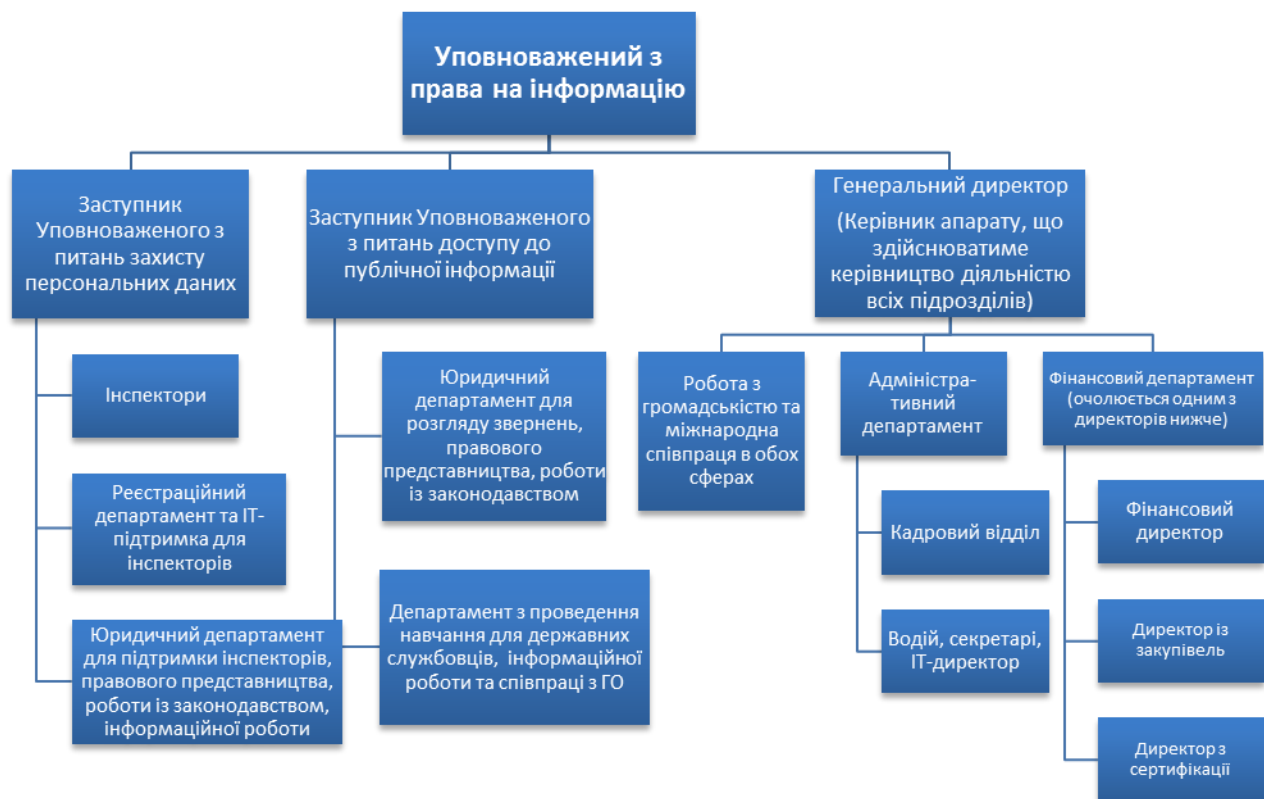 Уповноважений з
права на інформацію
Заступник
Уповноваженого з
питань захисту
персональних даних
Заступник Уповноваженого
з питань доступу до
публічної інформації
Генеральний директор
(Керівник апарату, що
здійснюватиме
керівництво діяльністю
всіх підрозділів)
Інспектори
Реєстраційний
департамент та ІТ-
підтримка для
інспекторів
Юридичний департамент
для підтримки інспекторів,
правового представництва,
роботи із законодавством,
інформаційної роботи
Юридичний
департамент для
розгляду звернень,
правового
представництва, роботи
із законодавством
Департамент з проведення
навчання для державних
службовців, інформаційної
роботи та співпраці з ГО
Робота з
громадськістю та
міжнародна
співпраця в обох
сферах
Адміністра-
тивний
департамент
Кадровий відділ
Водій, секретарі,
ІТ-директор
Фінансовий департамент
(очолюється одним з
директорів нижче)
Фінансовий
директор
Директор із
закупівель
Директор з
сертифікації